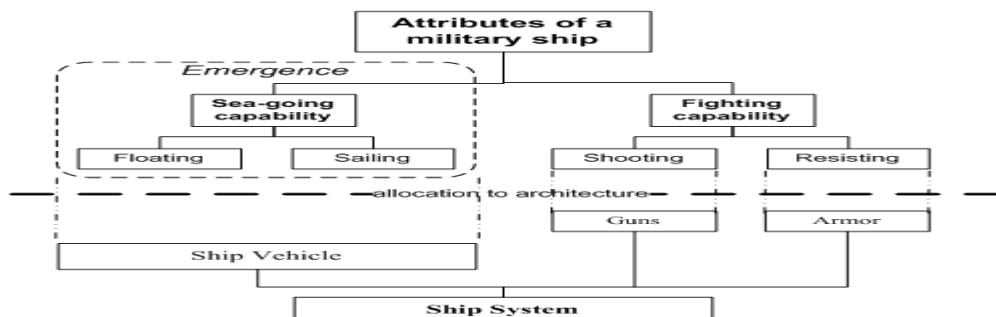 Attributes of a
military ship
Emergence
Sea-going
capability
Fighting
capability
Floating
Sailing
Shooting
Resisting
allocation to architecture
Guns
Armor
Ship Vehicle
Ship System